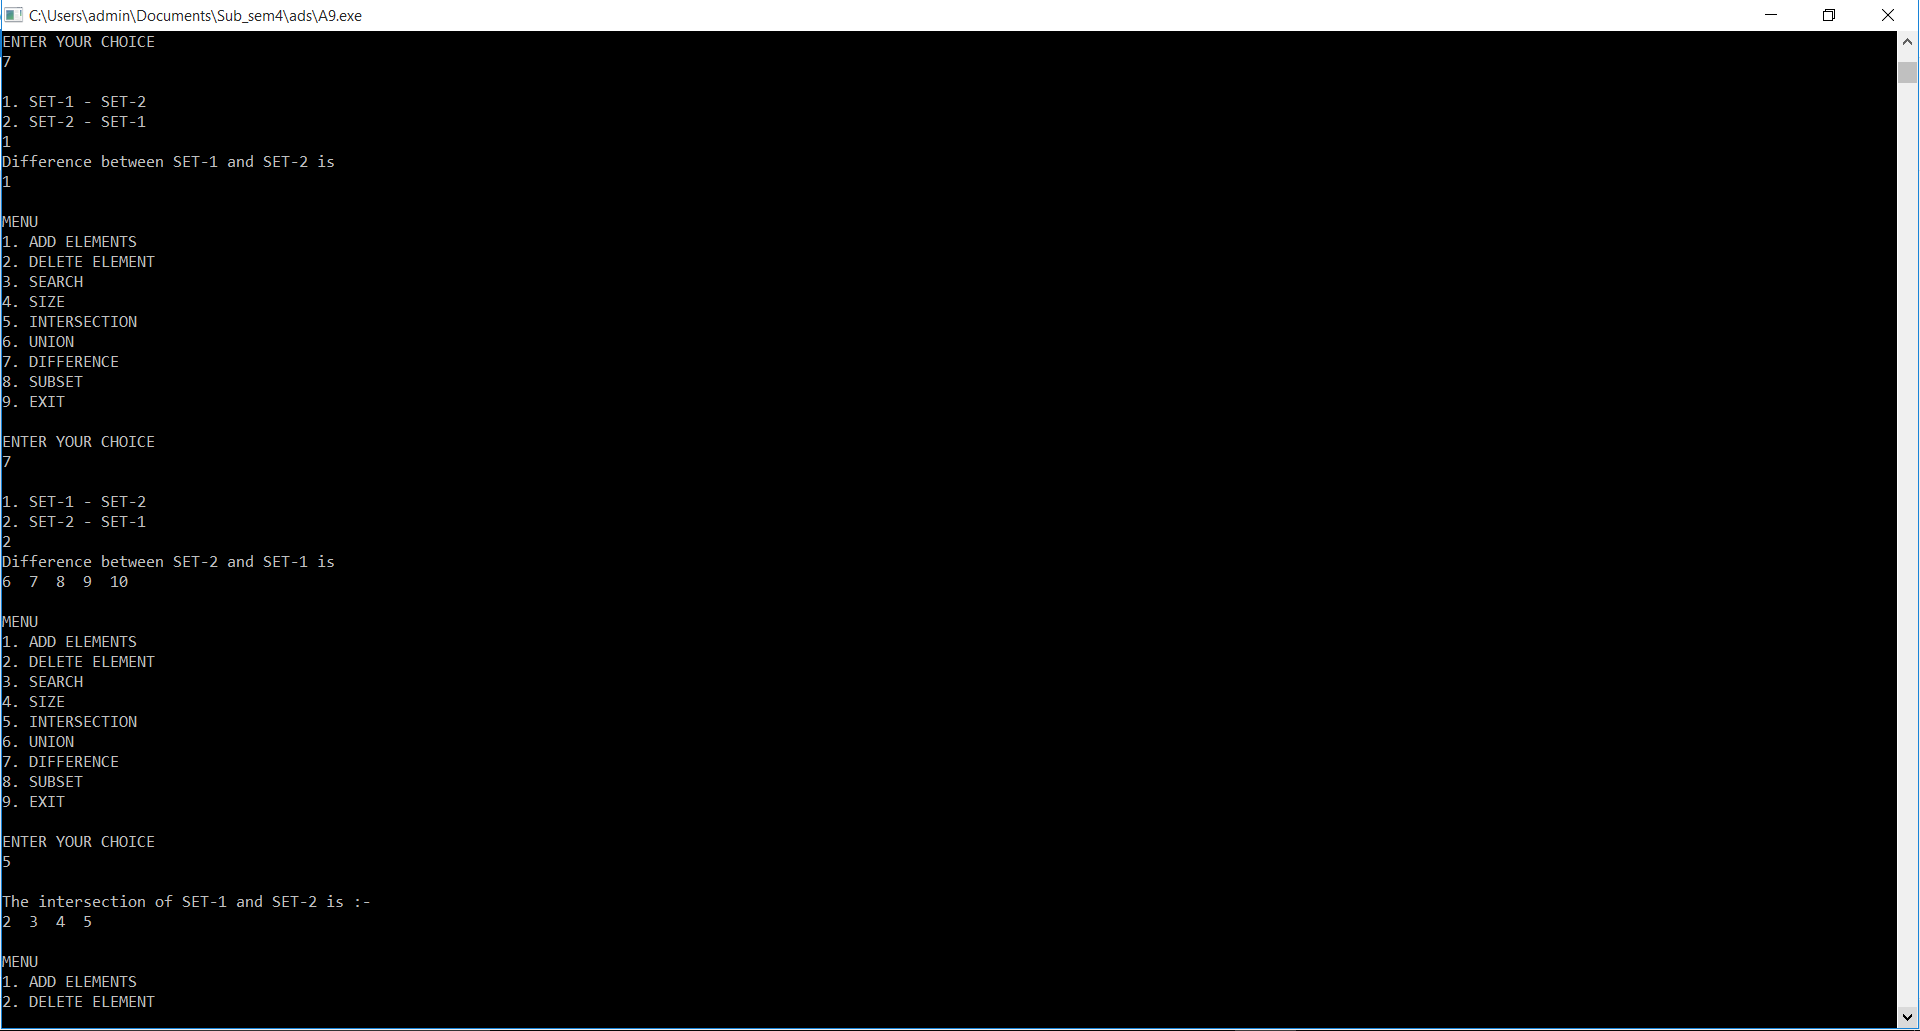 C:\Users\admin\Documents\Sub_sem4\ads\A9.exe
ENTER YOUR CHOICE
7
1. SET-1 - SET-2
2. SET-2 - SET-1
1
Difference between SET-1 and SET-2 is
1
MENU
1. ADD ELEMENTS
2. DELETE ELEMENT
3. SEARCH
4. SIZE
5. INTERSECTION
6. UNION
7. DIFFERENCE
8. SUBSET
9. EXIT
ENTER YOUR CHOICE
7
1. SET-1 - SET-2
2. SET-2 - SET-1
2
Difference between SET-2 and SET-1 is
6  7  8  9  10
MENU
1. ADD ELEMENTS
2. DELETE ELEMENT
3. SEARCH
4. SIZE
5. INTERSECTION
6. UNION
7. DIFFERENCE
8. SUBSET
9. EXIT
ENTER YOUR CHOICE
5
The intersection of SET-1 and SET-2 is :-
2  3  4  5
MENU
1. ADD ELEMENTS
2. DELETE ELEMENT